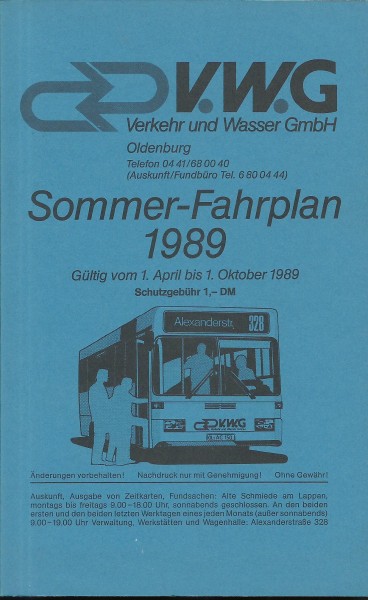 V.W.G
Verkehr und Wasser GmbH
Oldenburg
Telefon 04 41/68 00 40
(Auskunft/Fundbüro Tel. 6 80 04 44)
Sommer-Fahrplan
1989
Gültig vom 1. April bis 1. Oktober 1989
Schutzgebühr 1,– DM
Alexanderstr. 328
V.W.G
Änderungen vorbehalten! Nachdruck nur mit Genehmigung! Ohne Gewähr!
Auskunft, Ausgabe von Zeitkarten, Fundsachen: Alte Schmiede am Lappen,
montags bis freitags 9.00–18.00 Uhr, sonnabends geschlossen. An den beiden
ersten und den beiden letzten Werktagen eines jeden Monats (außer sonnabends)
9.00–19.00 Uhr Verwaltung, Werkstätten und Wagenhalle: Alexanderstraße 328